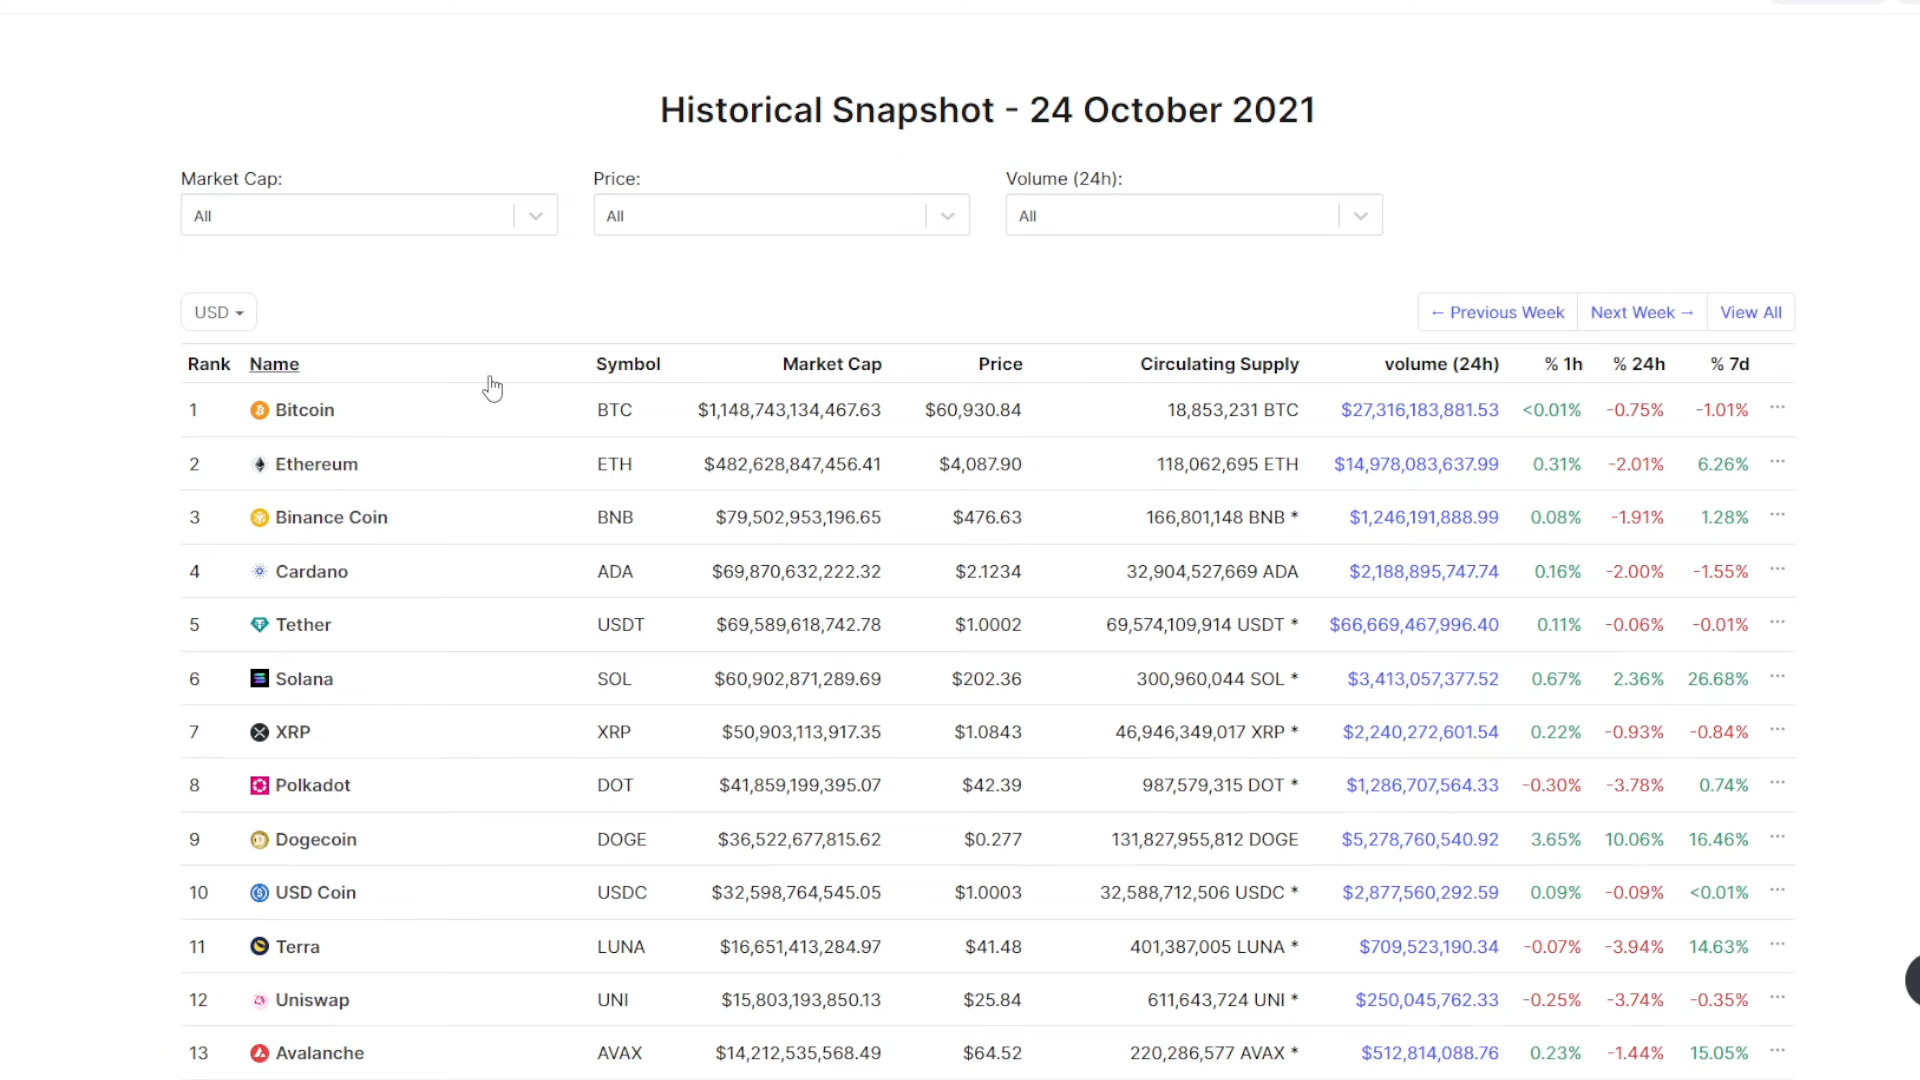 Historical Snapshot - 24 October 2021
Market Cap: Price: Volume (24h):
All All All
USD ← Previous Week Next Week → View All
Rank Name Symbol Market Cap Price Circulating Supply volume (24h) % 1h % 24h % 7d
1 Bitcoin BTC $1,148,743,134,467.63 $60,930.84 18,853,231 BTC $27,316,183,881.53 <0.01% -0.75% -1.01% ...
2 Ethereum ETH $482,628,847,456.41 $4,087.90 118,062,695 ETH $14,978,083,637.99 0.31% -2.01% 6.26% ...
3 Binance Coin BNB $79,502,953,196.65 $476.63 166,801,148 BNB * $1,246,191,888.99 0.08% -1.91% 1.28% ...
4 Cardano ADA $69,870,632,222.32 $2.1234 32,904,527,669 ADA $2,188,895,747.74 0.16% -2.00% -1.55% ...
5 Tether USDT $69,589,618,742.78 $1.0002 69,574,109,914 USDT * $66,669,467,996.40 0.11% -0.06% -0.01% ...
6 Solana SOL $60,902,871,289.69 $202.36 300,960,044 SOL * $3,413,057,377.52 0.67% 2.36% 26.68% ...
7 XRP XRP $50,903,113,917.35 $1.0843 46,946,349,017 XRP * $2,240,272,601.54 0.22% -0.93% -0.84% ...
8 Polkadot DOT $41,859,199,395.07 $42.39 987,579,315 DOT * $1,286,707,564.33 -0.30% -3.78% 0.74% ...
9 Dogecoin DOGE $36,522,677,815.62 $0.277 131,827,955,812 DOGE $5,278,760,540.92 3.65% 10.06% 16.46% ...
10 USD Coin USDC $32,598,764,545.05 $1.0003 32,588,712,506 USDC * $2,877,560,292.59 0.09% -0.09% <0.01% ...
11 Terra LUNA $16,651,413,284.97 $41.48 401,387,005 LUNA * $709,523,190.34 -0.07% -3.94% 14.63% ...
12 Uniswap UNI $15,803,193,850.13 $25.84 611,643,724 UNI * $250,045,762.33 -0.25% -3.74% -0.35% ...
13 Avalanche AVAX $14,212,535,568.49 $64.52 220,286,577 AVAX * $512,814,088.76 0.23% -1.44% 15.05% ...